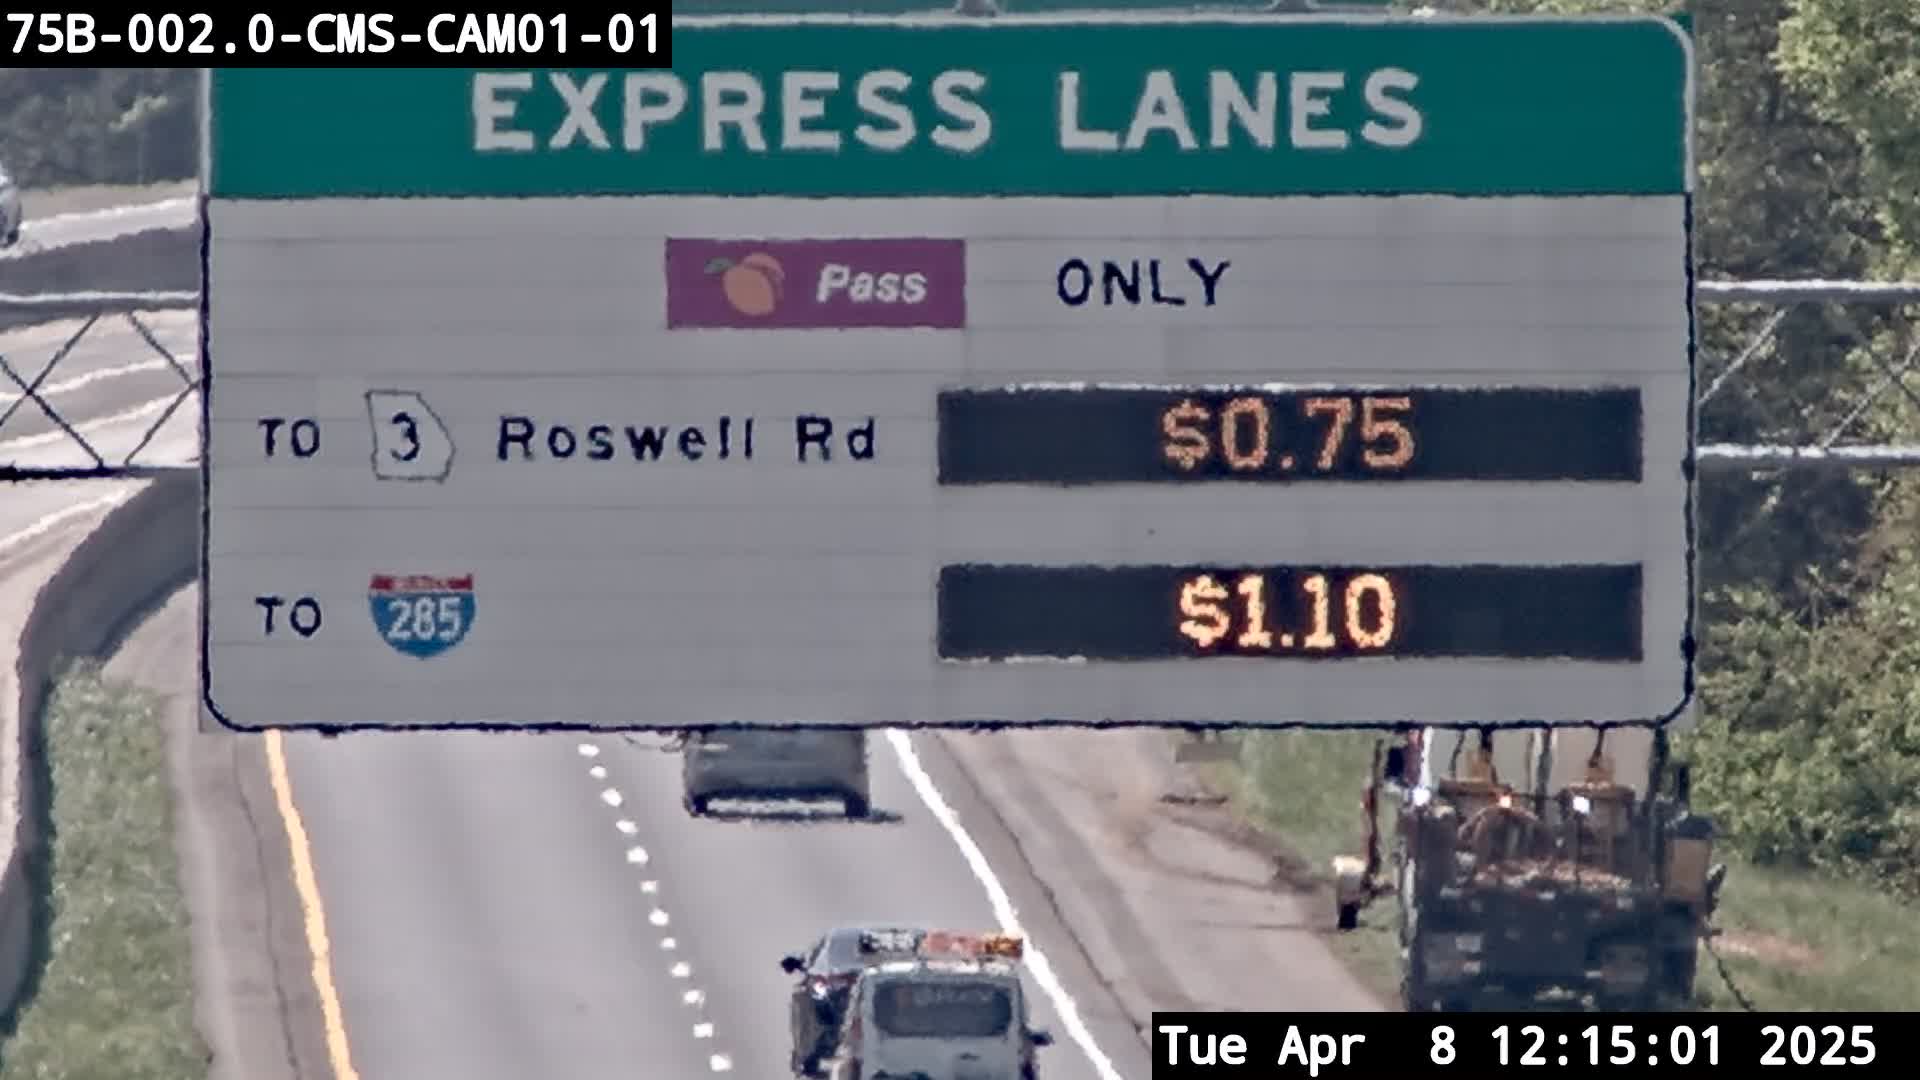 75B-002.0-CMS-CAM01-01
EXPRESS LANES
Pass ONLY
TO 3 Roswell Rd $0.75
TO 285 $1.10
Tue Apr 8 12:15:01 2025